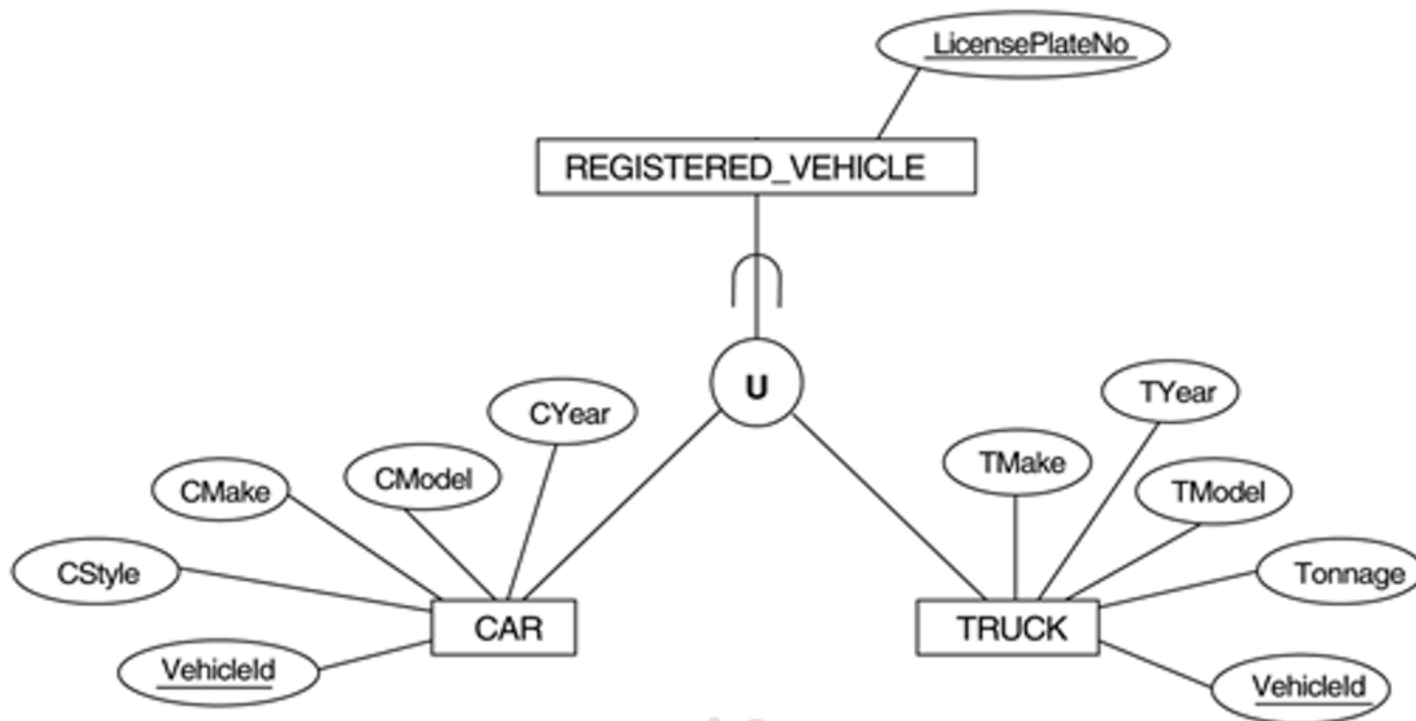 LicensePlateNo
REGISTERED_VEHICLE
U
CYear
TYear
CModel
TMake
CMake
TModel
CStyle
Tonnage
CAR
TRUCK
VehicleId
VehicleId